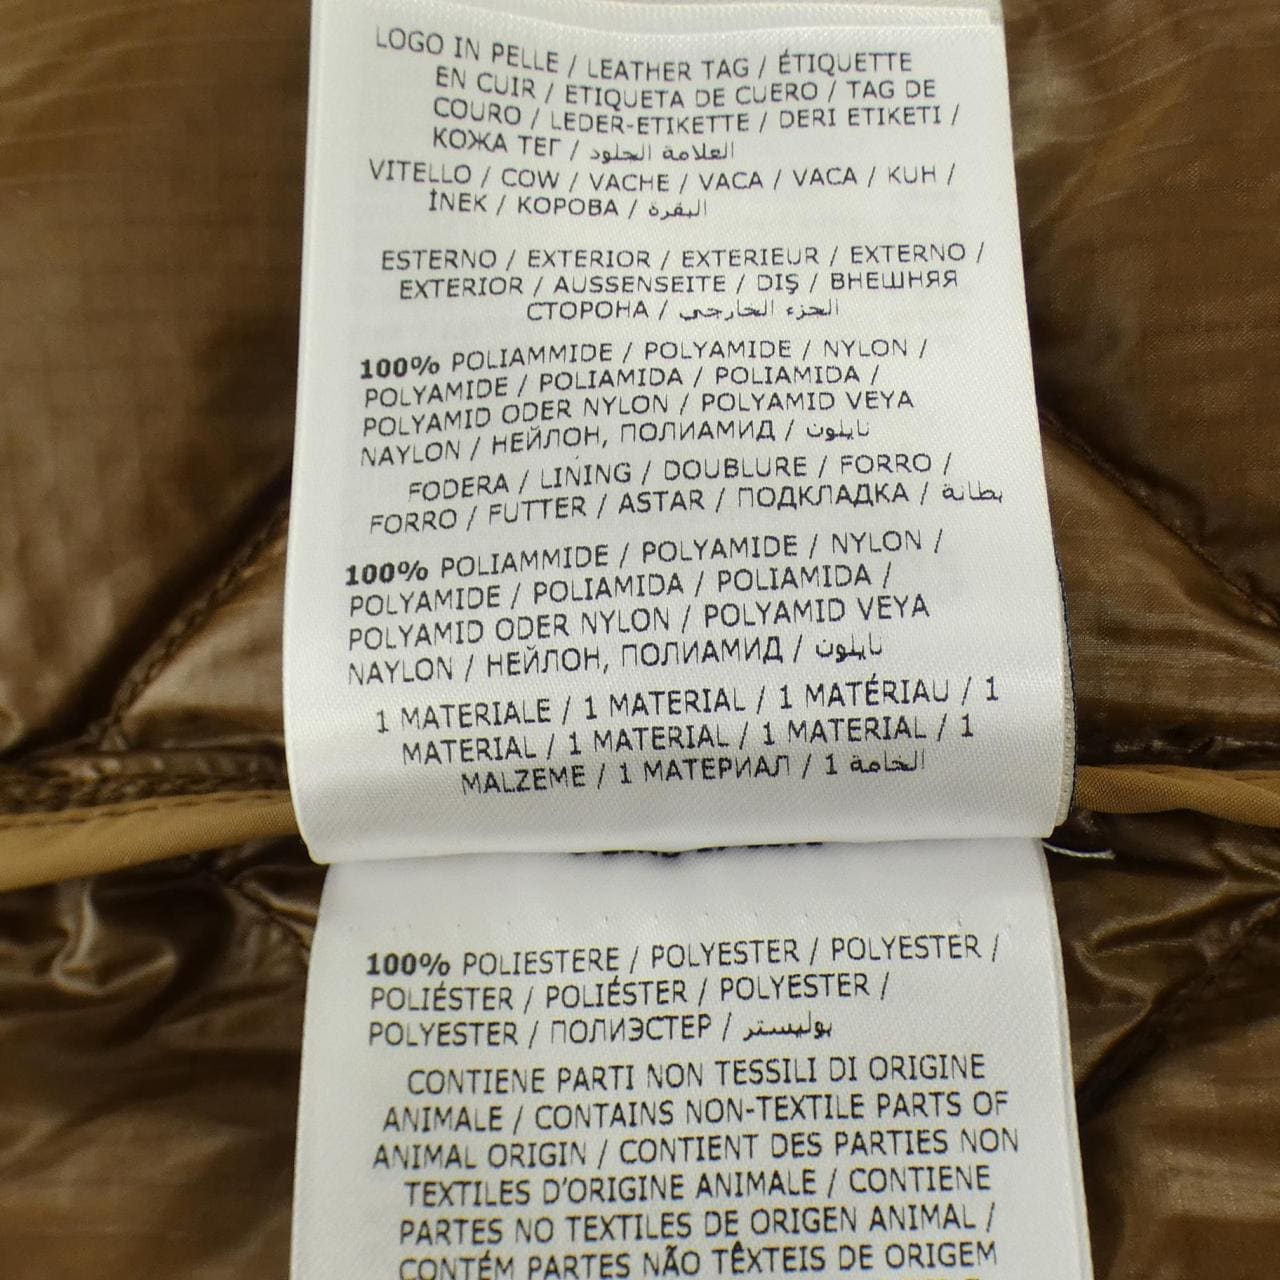 LOGO IN PELLE / LEATHER TAG / ÉTIQUETTE
EN CUIR / ETIQUETA DE CUERO / TAG DE
COURO / LEDER-ETIKETTE / DERI ETIKETI /
КОЖА ТЕГ / العلامة الجلود
VITELLO / COW / VACHE / VACA / VACA / KUH /
İNEK / КОРОВА / البقرة
ESTERNO / EXTERIOR / EXTERIEUR / EXTERNO /
EXTERIOR / AUSSENSEITE / DIŞ / ВНЕШНЯЯ
СТОРОНА / الجزء الخارجي
100% POLIAMMIDE / POLYAMIDE / NYLON /
POLYAMIDE / POLIAMIDA / POLIAMIDA /
POLYAMID ODER NYLON / POLYAMID VEYA
NAYLON / НЕЙЛОН, ПОЛИАМИД / نايلون
FODERA / LINING / DOUBLURE / FORRO /
FORRO / FUTTER / ASTAR / ПОДКЛАДКА / بطانة
100% POLIAMMIDE / POLYAMIDE / NYLON /
POLYAMIDE / POLIAMIDA / POLIAMIDA /
POLYAMID ODER NYLON / POLYAMID VEYA
NAYLON / НЕЙЛОН, ПОЛИАМИД / نايلون
1 MATERIALE / 1 MATERIAL / 1 MATÉRIAU / 1
MATERIAL / 1 MATERIAL / 1 MATERIAL / 1
MALZEME / 1 МАТЕРИАЛ / 1 الخامة
100% POLIESTERE / POLYESTER / POLYESTER /
POLIÉSTER / POLIÉSTER / POLYESTER /
POLYESTER / ПОЛИЭСТЕР / بوليستر
CONTIENE PARTI NON TESSILI DI ORIGINE
ANIMALE / CONTAINS NON-TEXTILE PARTS OF
ANIMAL ORIGIN / CONTIENT DES PARTIES NON
TEXTILES D'ORIGINE ANIMALE / CONTIENE
PARTES NO TEXTILES DE ORIGEN ANIMAL /
CONTÉM PARTES NÃO TÊXTEIS DE ORIGEM